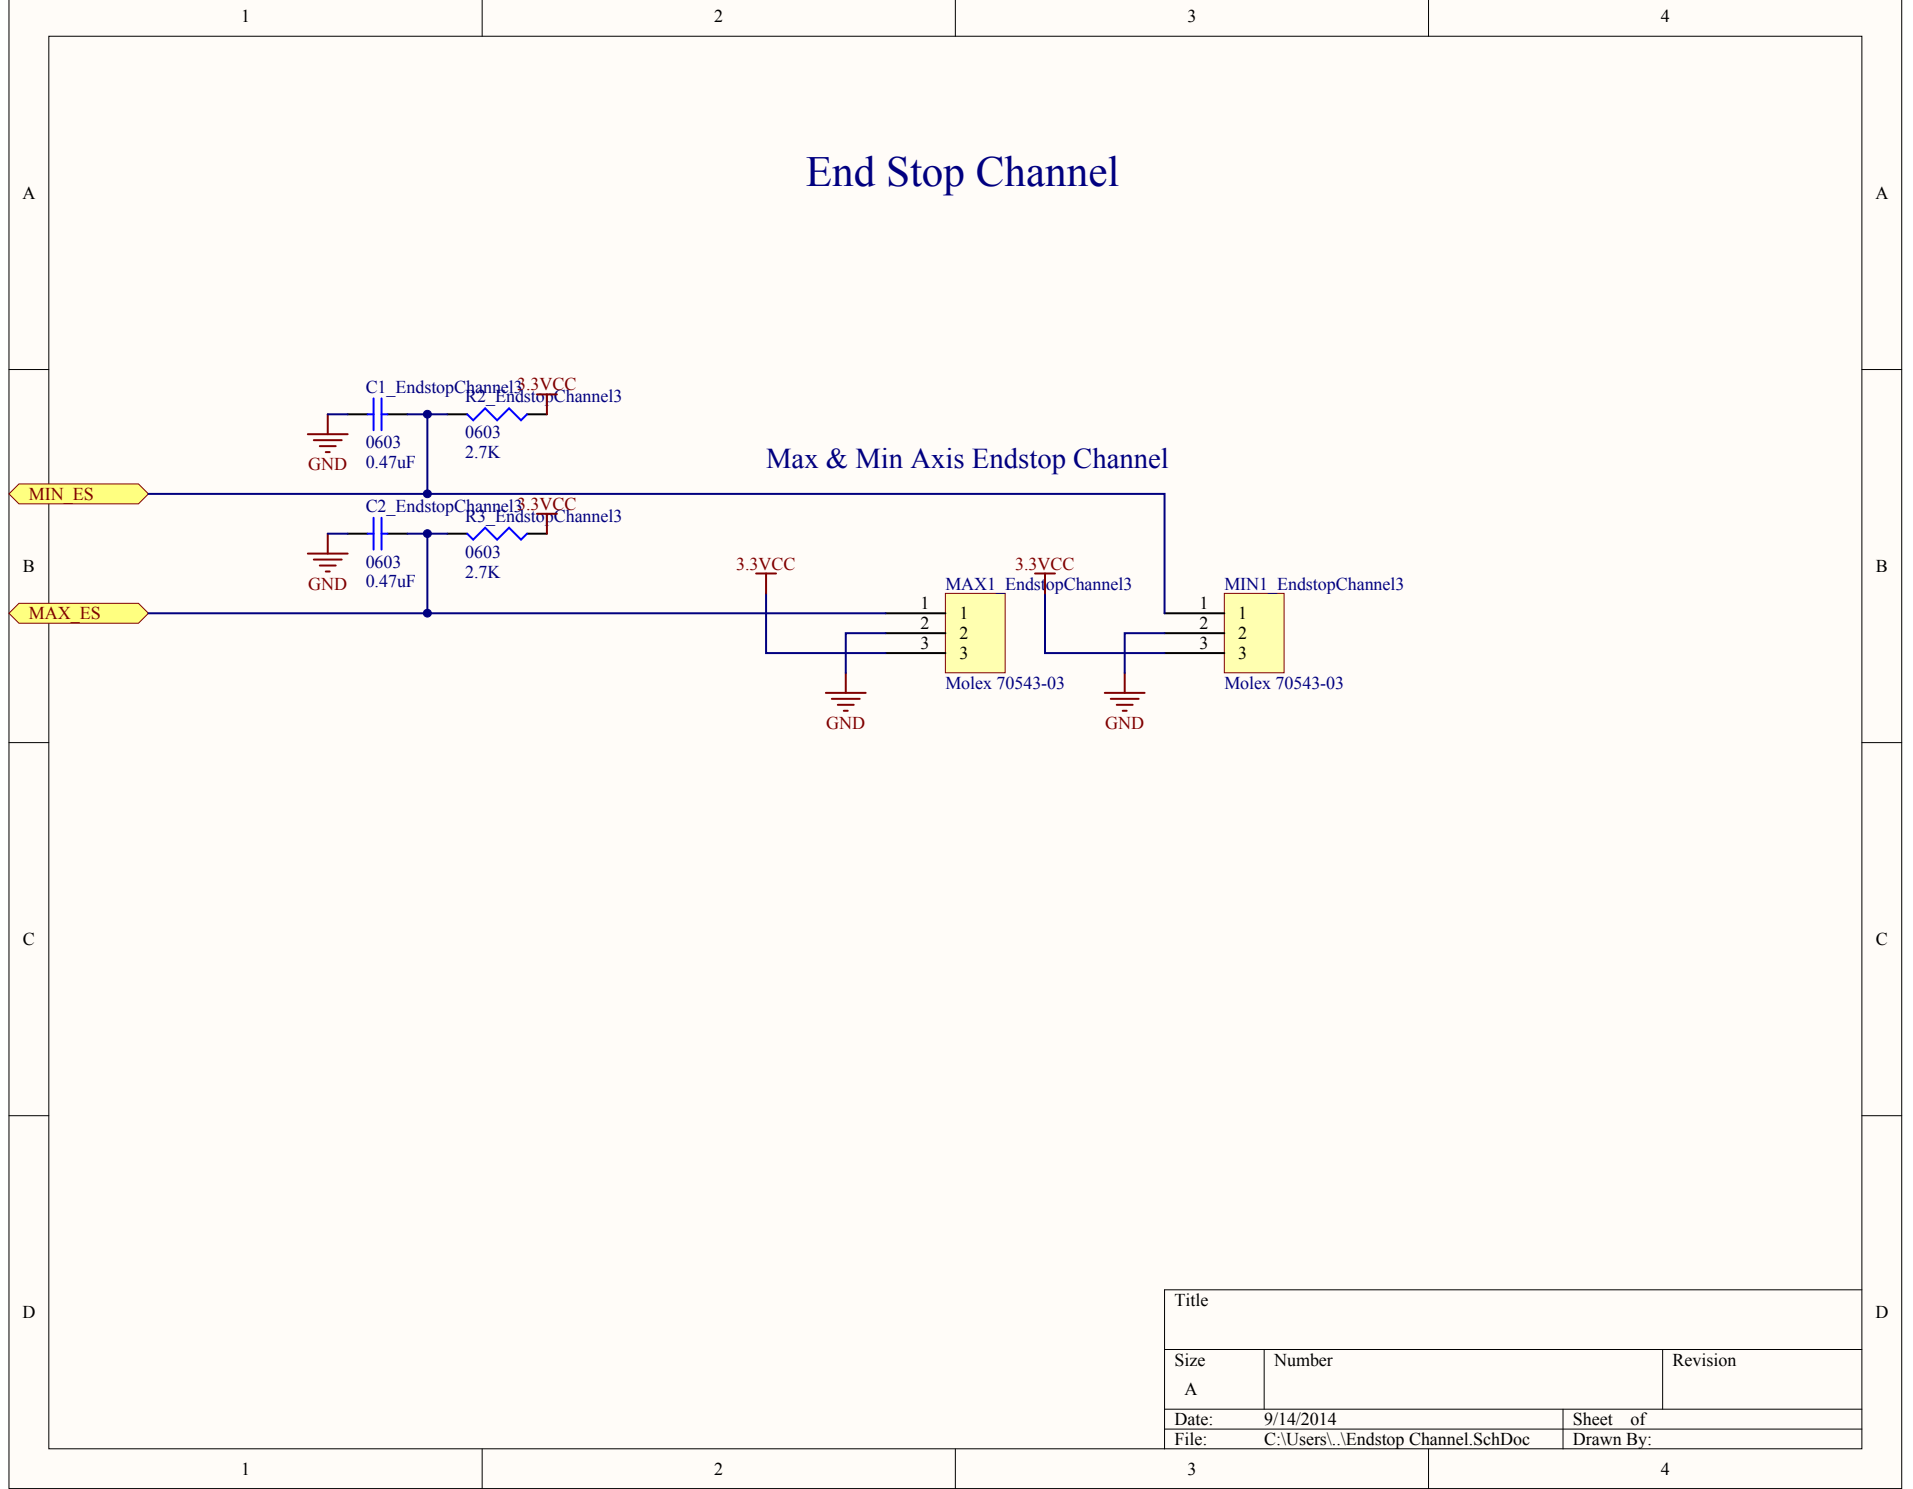 1 2 3 4
A A
End Stop Channel
C1_EndstopChannel3
3.3VCC
R2_EndstopChannel3
0603
0.47uF
0603
2.7K
GND
Max & Min Axis Endstop Channel
MIN_ES
C2_EndstopChannel3
3.3VCC
R3_EndstopChannel3
0603
0.47uF
0603
2.7K
GND
B B
MAX_ES
3.3VCC
MAX1_EndstopChannel3
1 1
2 2
3 3
Molex 70543-03
GND
3.3VCC
MIN1_EndstopChannel3
1 1
2 2
3 3
Molex 70543-03
GND
C C
D D
Title
Size
A
Number
Revision
Date: 9/14/2014
Sheet of
File: C:\Users\..\Endstop Channel.SchDoc
Drawn By:
1 2 3 4